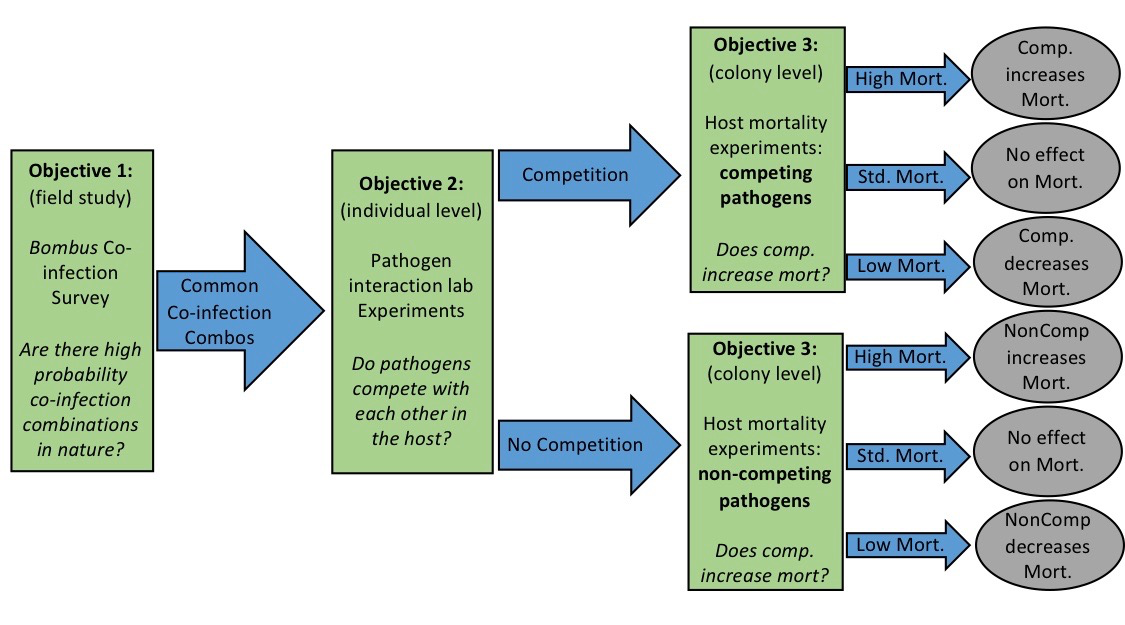 Objective 1:
(field study)
Bombus Co-
infection
Survey
Are there high
probability
co-infection
combinations
in nature?
Common
Co-infection
Combos
Objective 2:
(individual level)
Pathogen
interaction lab
Experiments
Do pathogens
compete with
each other in
the host?
Competition
No Competition
Objective 3:
(colony level)
Host mortality
experiments:
competing
pathogens
Does comp.
increase mort?
High Mort.
Comp.
increases
Mort.
Std. Mort.
No effect
on Mort.
Low Mort.
Comp.
decreases
Mort.
Objective 3:
(colony level)
Host mortality
experiments:
non-competing
pathogens
Does comp.
increase mort?
High Mort.
NonComp
increases
Mort.
Std. Mort.
No effect
on Mort.
Low Mort.
NonComp
decreases
Mort.